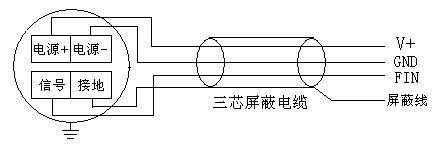 电源+ 电源-
信号 接地
V+
GND
FIN
屏蔽线
三芯屏蔽电缆